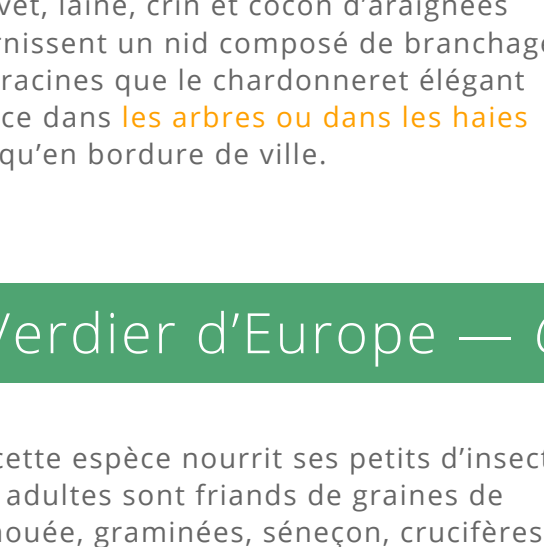 vet, laine, crin et cocon d’araignées
rnissent un nid composé de branchag
racines que le chardonneret élégant
ce dans les arbres ou dans les haies
qu’en bordure de ville.
Verdier d’Europe —
cette espèce nourrit ses petits d’insec
adultes sont friands de graines de
nouée, graminées, séneçon, crucifères